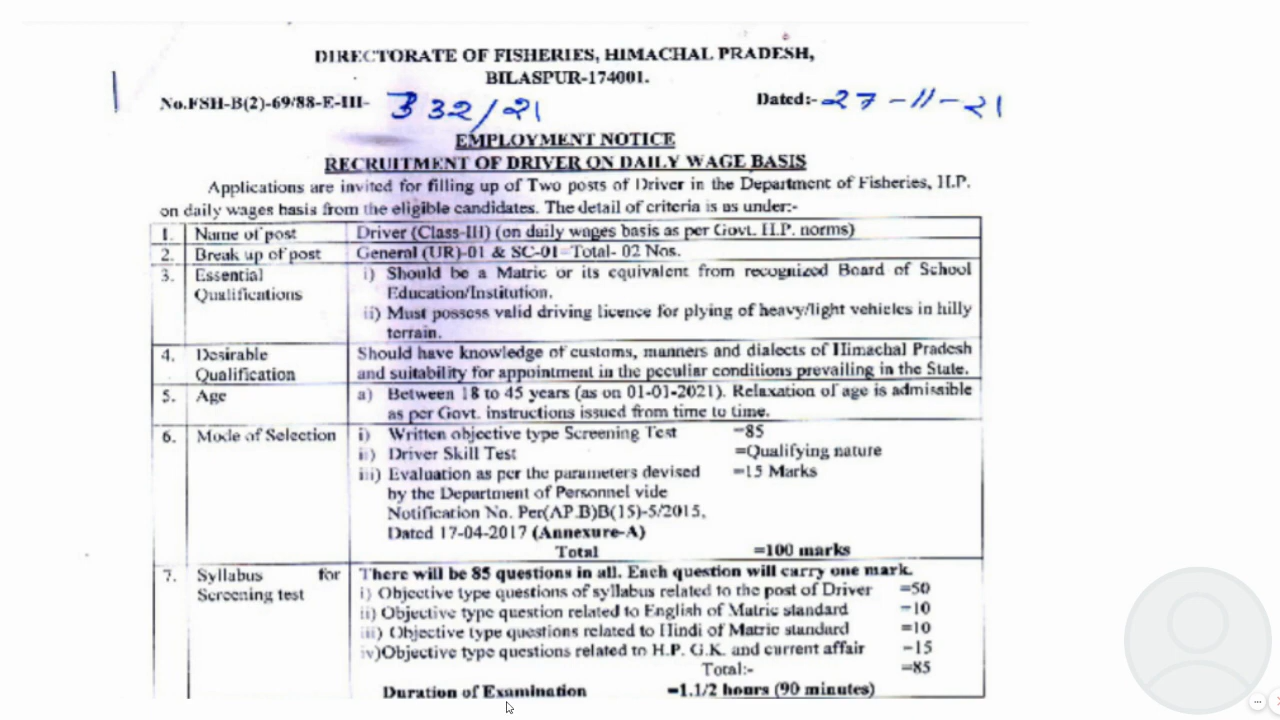 DIRECTORATE OF FISHERIES, HIMACHAL PRADESH,
BILASPUR-174001.
No.FSH-B(2)-69/88-E-III- 332/21 Dated:- 27-11-21
EMPLOYMENT NOTICE
RECRUITMENT OF DRIVER ON DAILY WAGE BASIS
Applications are invited for filling up of Two posts of Driver in the Department of Fisheries, H.P.
on daily wages basis from the eligible candidates. The detail of criteria is as under:-
1. Name of post Driver (Class-III) (on daily wages basis as per Govt. H.P. norms)
2. Break up of post General (UR)-01 & SC-01 Total- 02 Nos.
3. Essential i) Should be a Matric or its equivalent from recognized Board of School
Qualifications Education/Institution.
ii) Must possess valid driving licence for plying of heavy/light vehicles in hilly
terrain.
4. Desirable Should have knowledge of customs, manners and dialects of Himachal Pradesh
Qualification and suitability for appointment in the peculiar conditions prevailing in the State.
5. Age a) Between 18 to 45 years (as on 01-01-2021). Relaxation of age is admissible
as per Govt. instructions issued from time to time.
6. Mode of Selection i) Written objective type Screening Test =85
ii) Driver Skill Test =Qualifying nature
iii) Evaluation as per the parameters devised =15 Marks
by the Department of Personnel vide
Notification No. Per(AP.B)B(15)-5/2015,
Dated 17-04-2017 (Annexure-A)
Total =100 marks
7. Syllabus for There will be 85 questions in all. Each question will carry one mark.
Screening test i) Objective type questions of syllabus related to the post of Driver =50
ii) Objective type question related to English of Matric standard =10
iii) Objective type questions related to Hindi of Matric standard =10
iv)Objective type questions related to H.P. G.K. and current affair =15
Total:- =85
Duration of Examination =1.1/2 hours (90 minutes)